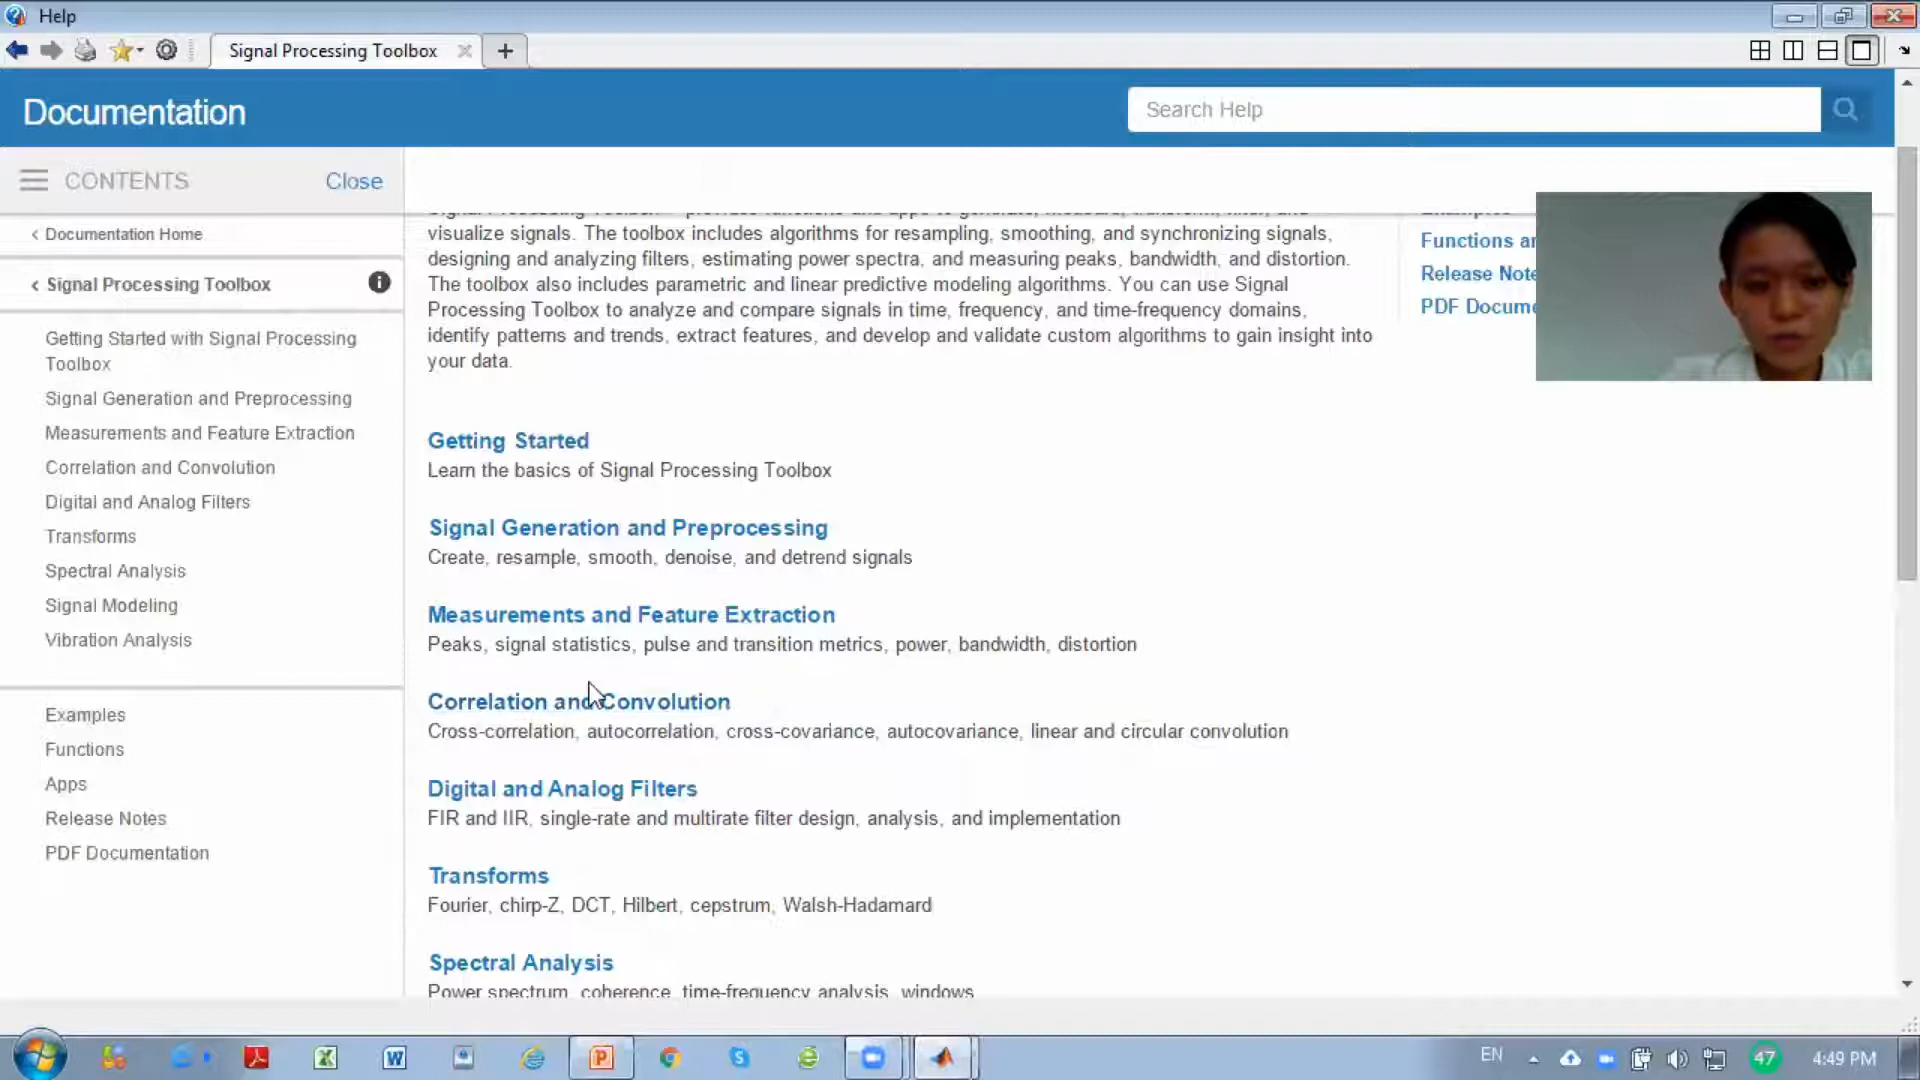 Help
Signal Processing Toolbox
Documentation
Search Help
CONTENTS
Close
Documentation Home
Signal Processing Toolbox
Getting Started with Signal Processing
Toolbox
Signal Generation and Preprocessing
Measurements and Feature Extraction
Correlation and Convolution
Digital and Analog Filters
Transforms
Spectral Analysis
Signal Modeling
Vibration Analysis
Examples
Functions
Apps
Release Notes
PDF Documentation
visualize signals. The toolbox includes algorithms for resampling, smoothing, and synchronizing signals,
designing and analyzing filters, estimating power spectra, and measuring peaks, bandwidth, and distortion.
The toolbox also includes parametric and linear predictive modeling algorithms. You can use Signal
Processing Toolbox to analyze and compare signals in time, frequency, and time-frequency domains,
identify patterns and trends, extract features, and develop and validate custom algorithms to gain insight into
your data.
Getting Started
Learn the basics of Signal Processing Toolbox
Signal Generation and Preprocessing
Create, resample, smooth, denoise, and detrend signals
Measurements and Feature Extraction
Peaks, signal statistics, pulse and transition metrics, power, bandwidth, distortion
Correlation and Convolution
Cross-correlation, autocorrelation, cross-covariance, autocovariance, linear and circular convolution
Digital and Analog Filters
FIR and IIR, single-rate and multirate filter design, analysis, and implementation
Transforms
Fourier, chirp-Z, DCT, Hilbert, cepstrum, Walsh-Hadamard
Spectral Analysis
Power spectrum, coherence, time-frequency analysis, windows
Functions
Release
PDF
EN
47
4:49 PM